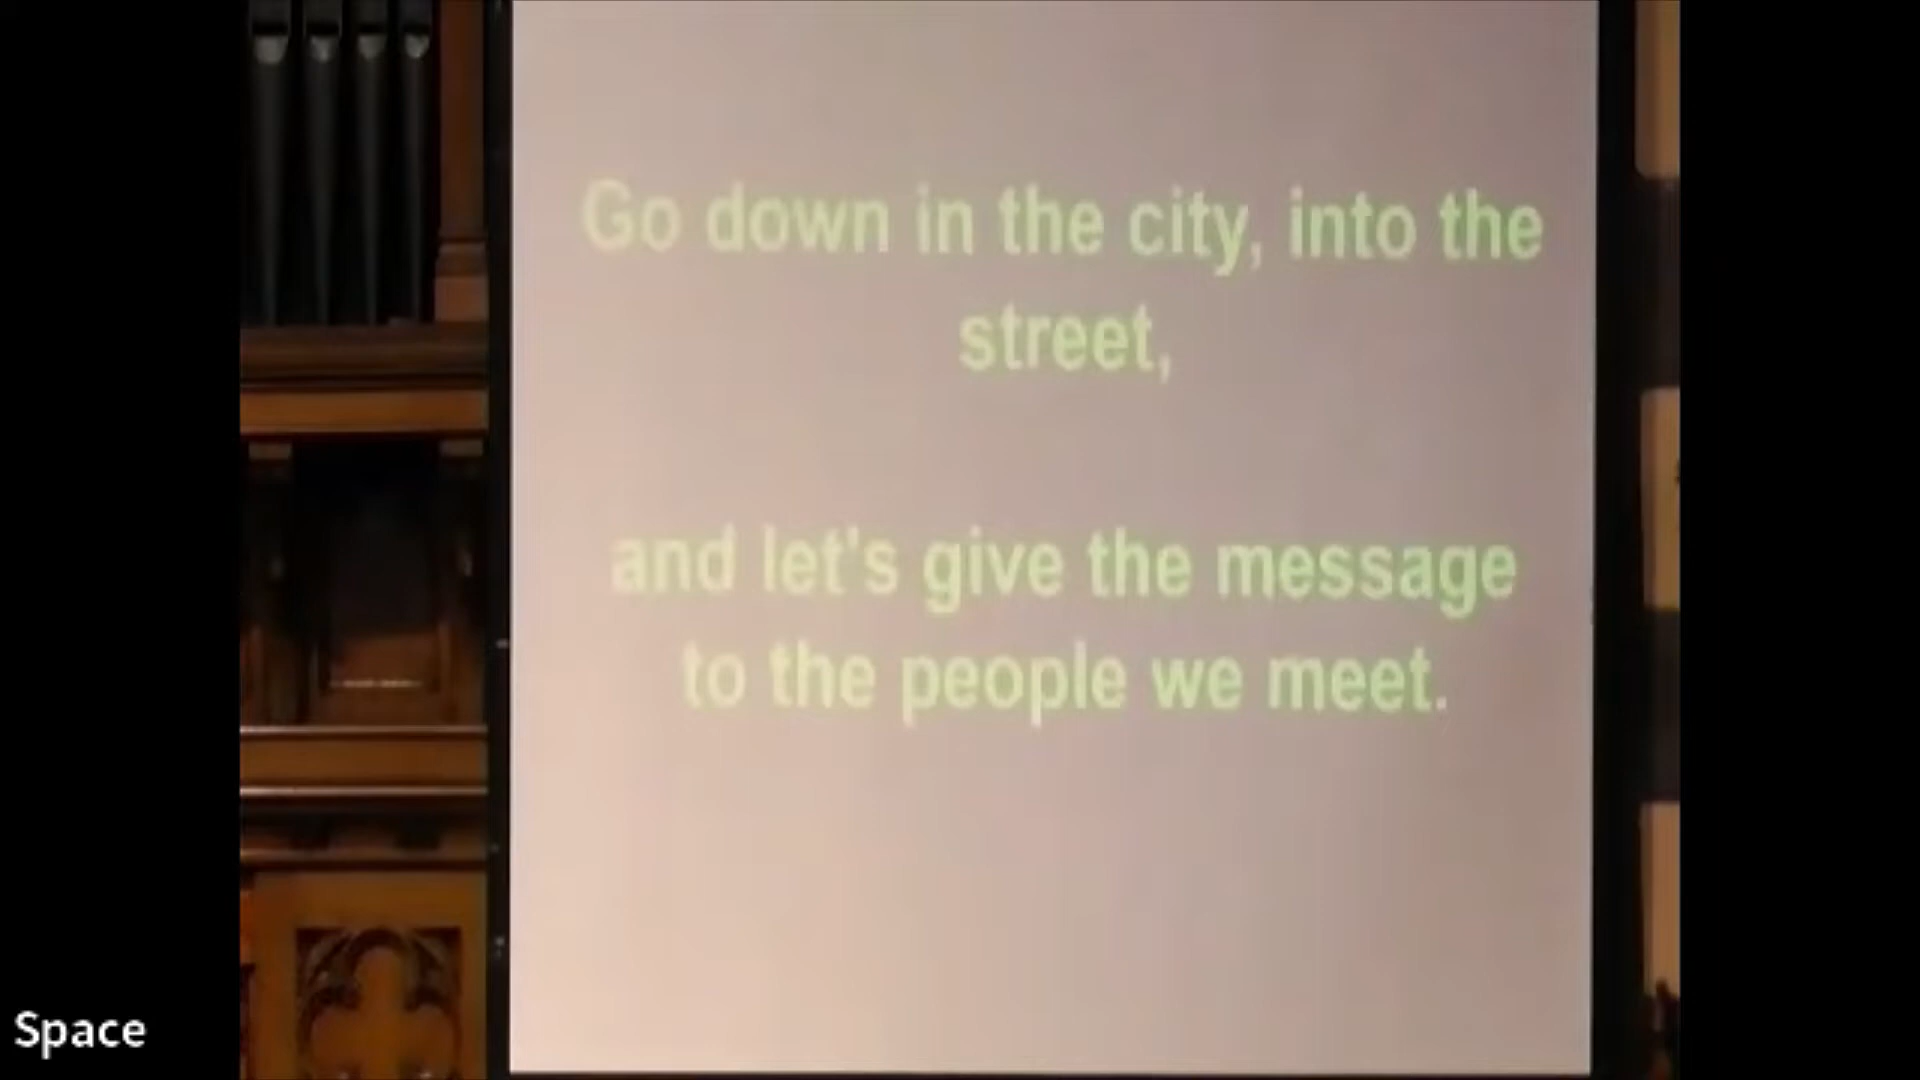 Go down in the city, into the
street,
and let's give the message
to the people we meet.
Space